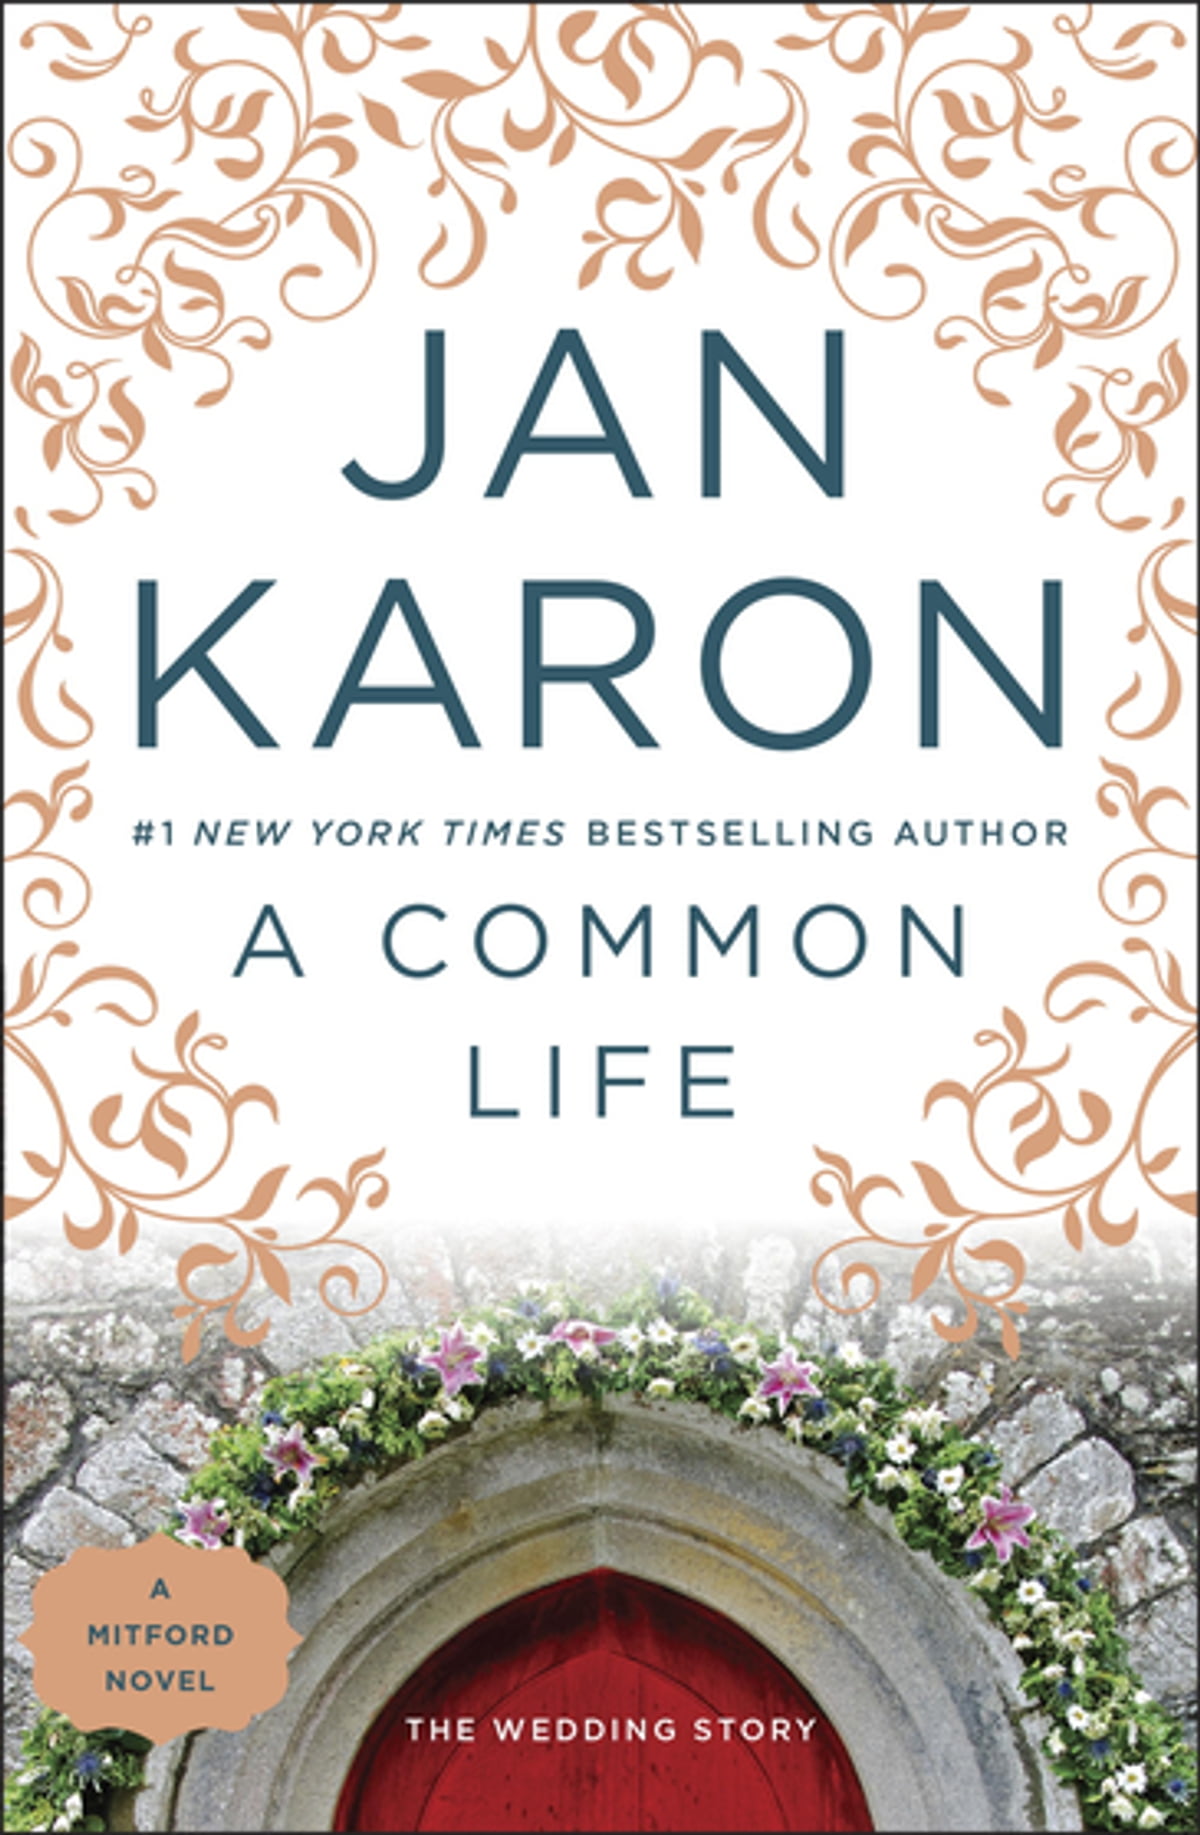 JAN
KARON
#1 NEW YORK TIMES BESTSELLING AUTHOR
A COMMON
LIFE
A
MITFORD
NOVEL
THE WEDDING STORY